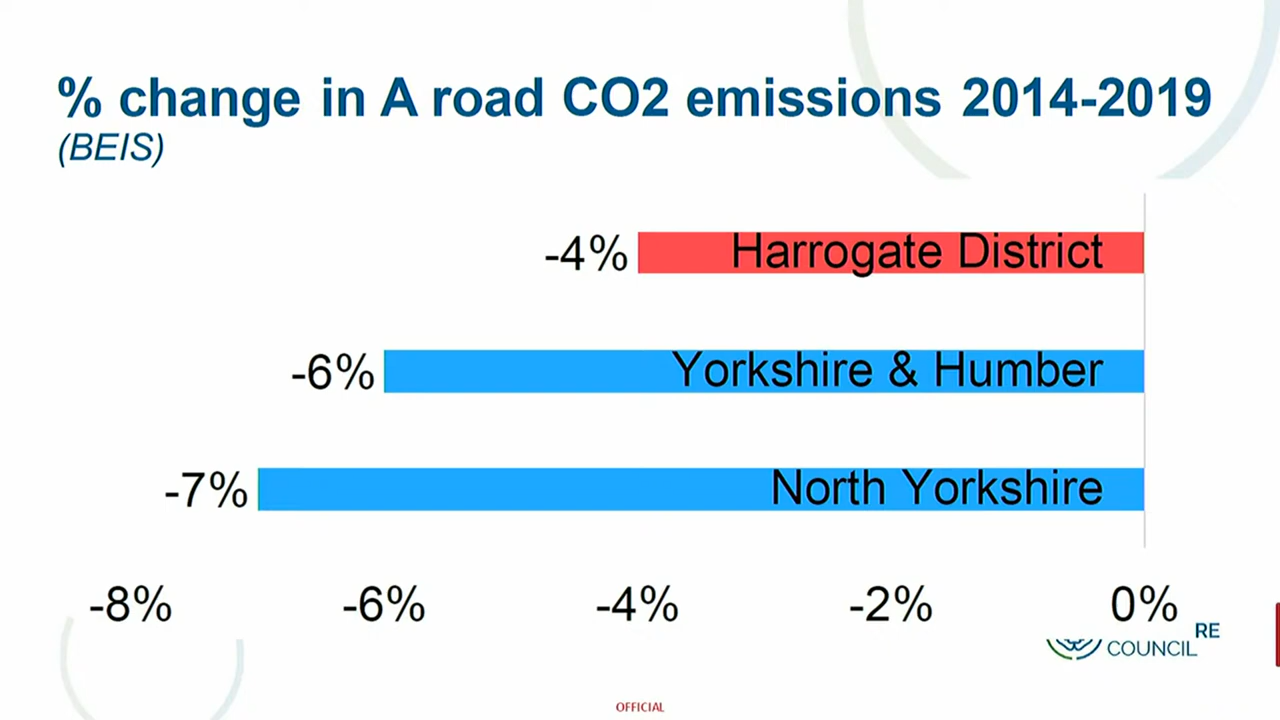 % change in A road CO2 emissions 2014-2019
(BEIS)
-4% Harrogate District
-6% Yorkshire & Humber
-7% North Yorkshire
-8% -6% -4% -2% 0%
RE
COUNCIL
OFFICIAL